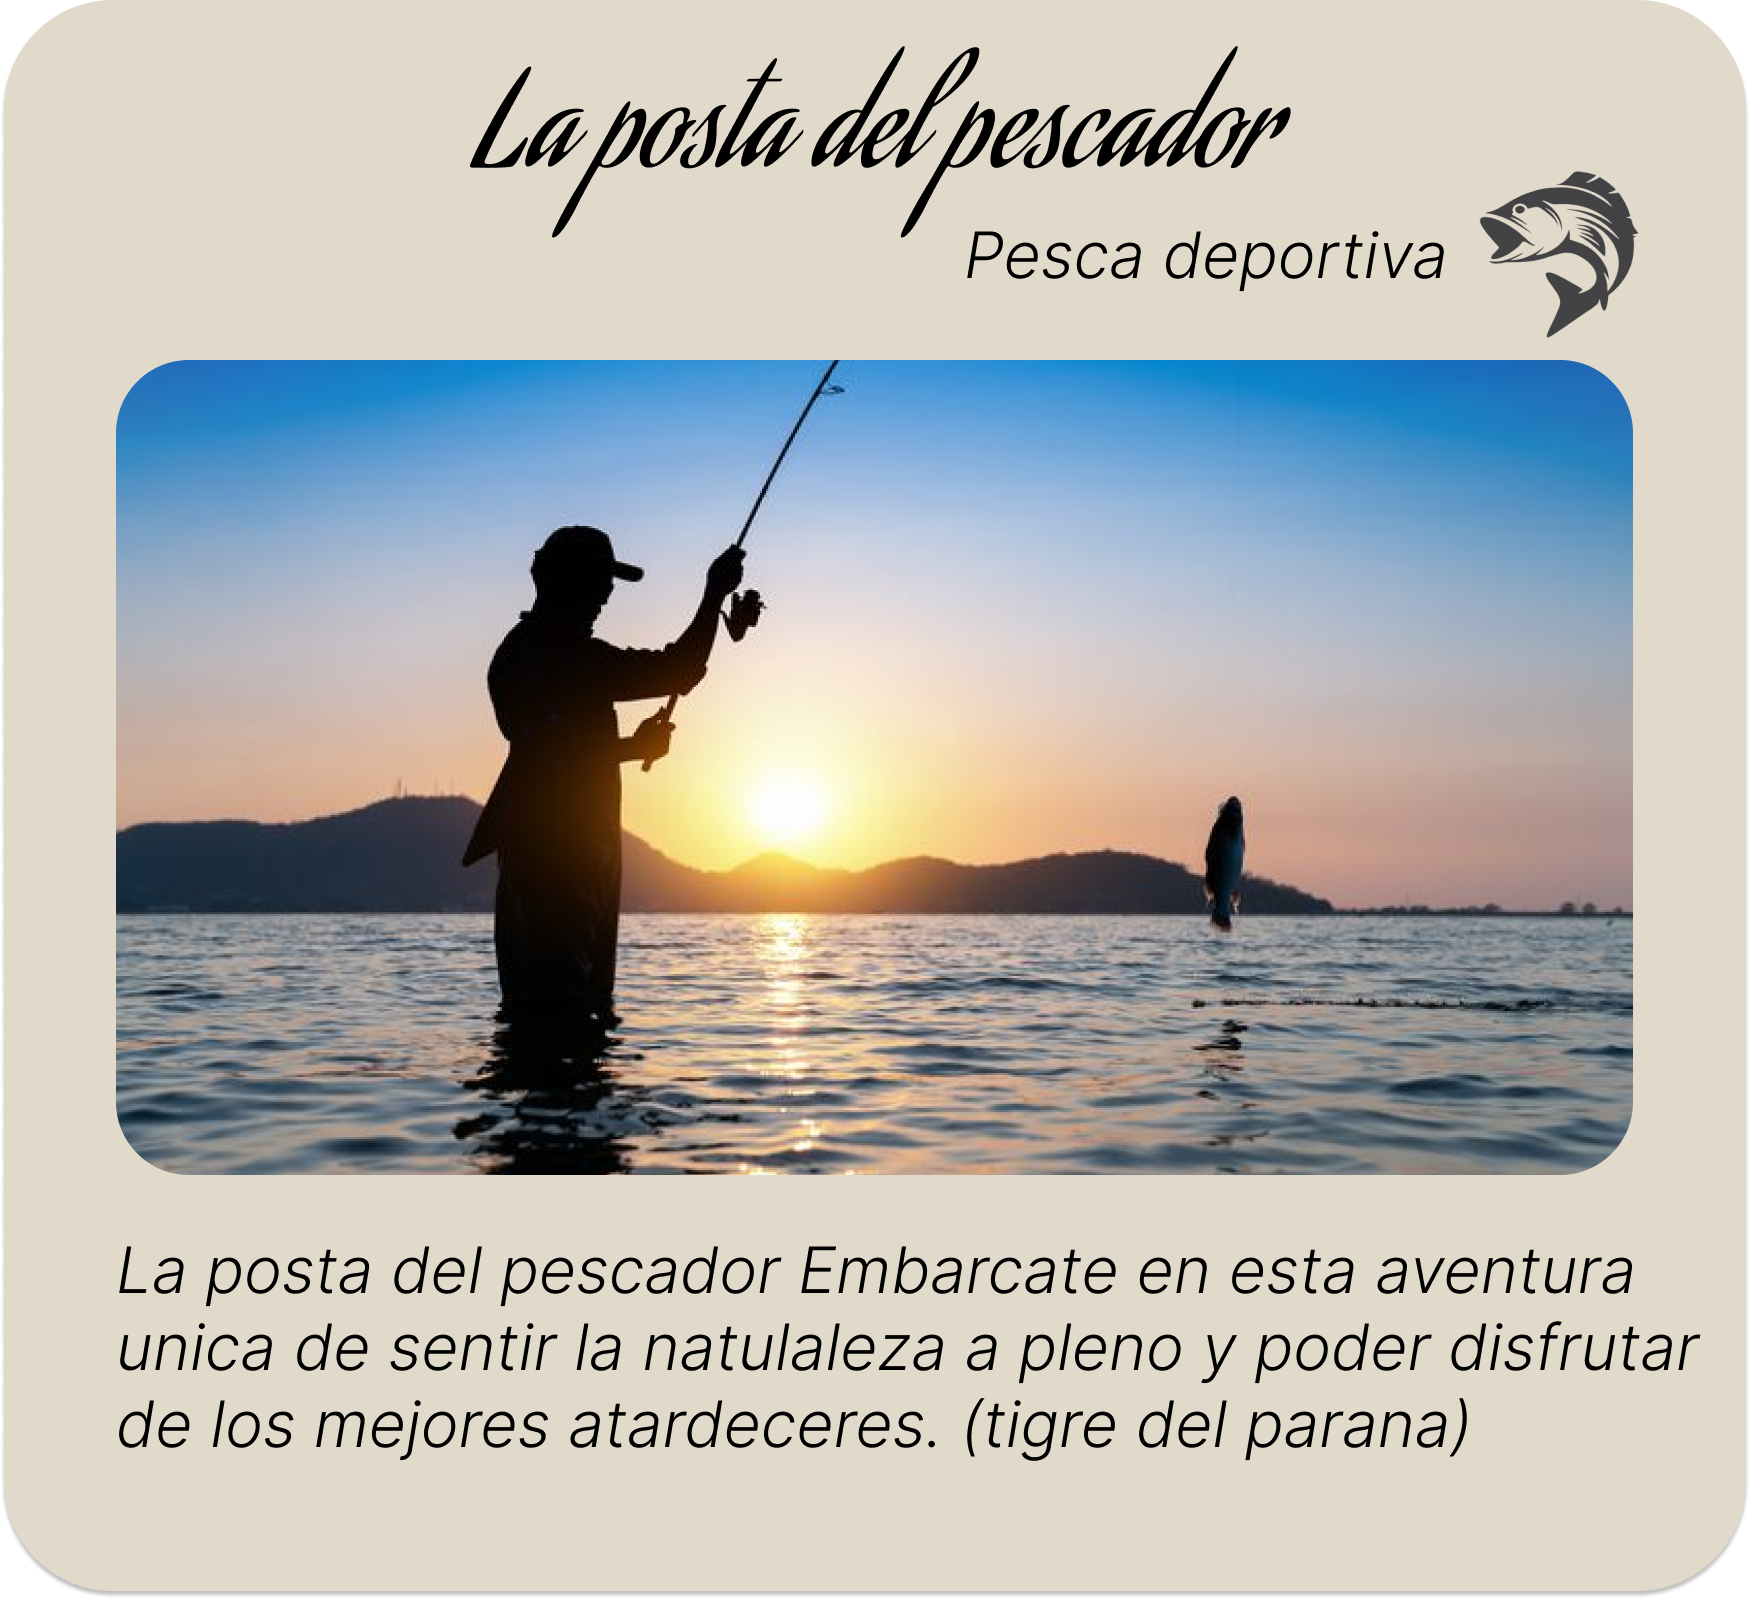 La posta del pescador
Pesca deportiva
La posta del pescador Embarcate en esta aventura
unica de sentir la natulaleza a pleno y poder disfrutar
de los mejores atardeceres. (tigre del parana)